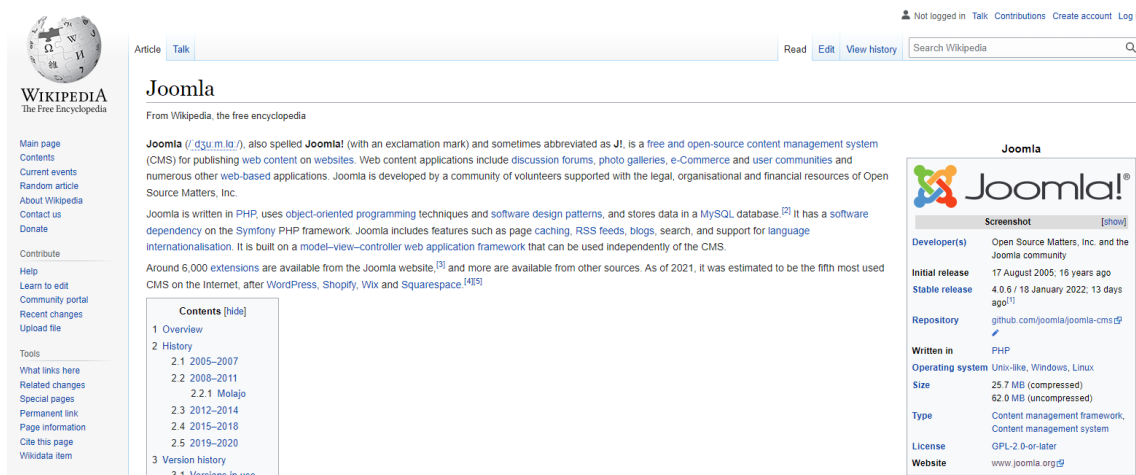 Not logged in Talk Contributions Create account Log
Article Talk
Read Edit View history Search Wikipedia
WIKIPEDIA
The Free Encyclopedia
Main page
Contents
Current events
Random article
About Wikipedia
Contact us
Donate
Contribute
Help
Learn to edit
Community portal
Recent changes
Upload file
Tools
What links here
Related changes
Special pages
Permanent link
Page information
Cite this page
Wikidata item
Joomla
From Wikipedia, the free encyclopedia
Joomla (/ˈdʒuːm.lɑː/), also spelled Joomla! (with an exclamation mark) and sometimes abbreviated as J!, is a free and open-source content management system
(CMS) for publishing web content on websites. Web content applications include discussion forums, photo galleries, e-Commerce and user communities and
numerous other web-based applications. Joomla is developed by a community of volunteers supported with the legal, organisational and financial resources of Open
Source Matters, Inc.
Joomla is written in PHP, uses object-oriented programming techniques and software design patterns, and stores data in a MySQL database.[2] It has a software
dependency on the Symfony PHP framework. Joomla includes features such as page caching, RSS feeds, blogs, search, and support for language
internationalisation. It is built on a model–view–controller web application framework that can be used independently of the CMS.
Around 6,000 extensions are available from the Joomla website,[3] and more are available from other sources. As of 2021, it was estimated to be the fifth most used
CMS on the Internet, after WordPress, Shopify, Wix and Squarespace.[4][5]
Contents [hide]
1 Overview
2 History
2.1 2005–2007
2.2 2008–2011
2.2.1 Molajo
2.3 2012–2014
2.4 2015–2018
2.5 2019–2020
3 Version history
3.1 Versions in use
Joomla
Joomla!®
Screenshot [show]
Developer(s) Open Source Matters, Inc. and the
Joomla community
Initial release 17 August 2005; 16 years ago
Stable release 4.0.6 / 18 January 2022; 13 days
ago[1]
Repository github.com/joomla/joomla-cms
Written in PHP
Operating system Unix-like, Windows, Linux
Size 25.7 MB (compressed)
62.0 MB (uncompressed)
Type Content management framework,
Content management system
License GPL-2.0-or-later
Website www.joomla.org